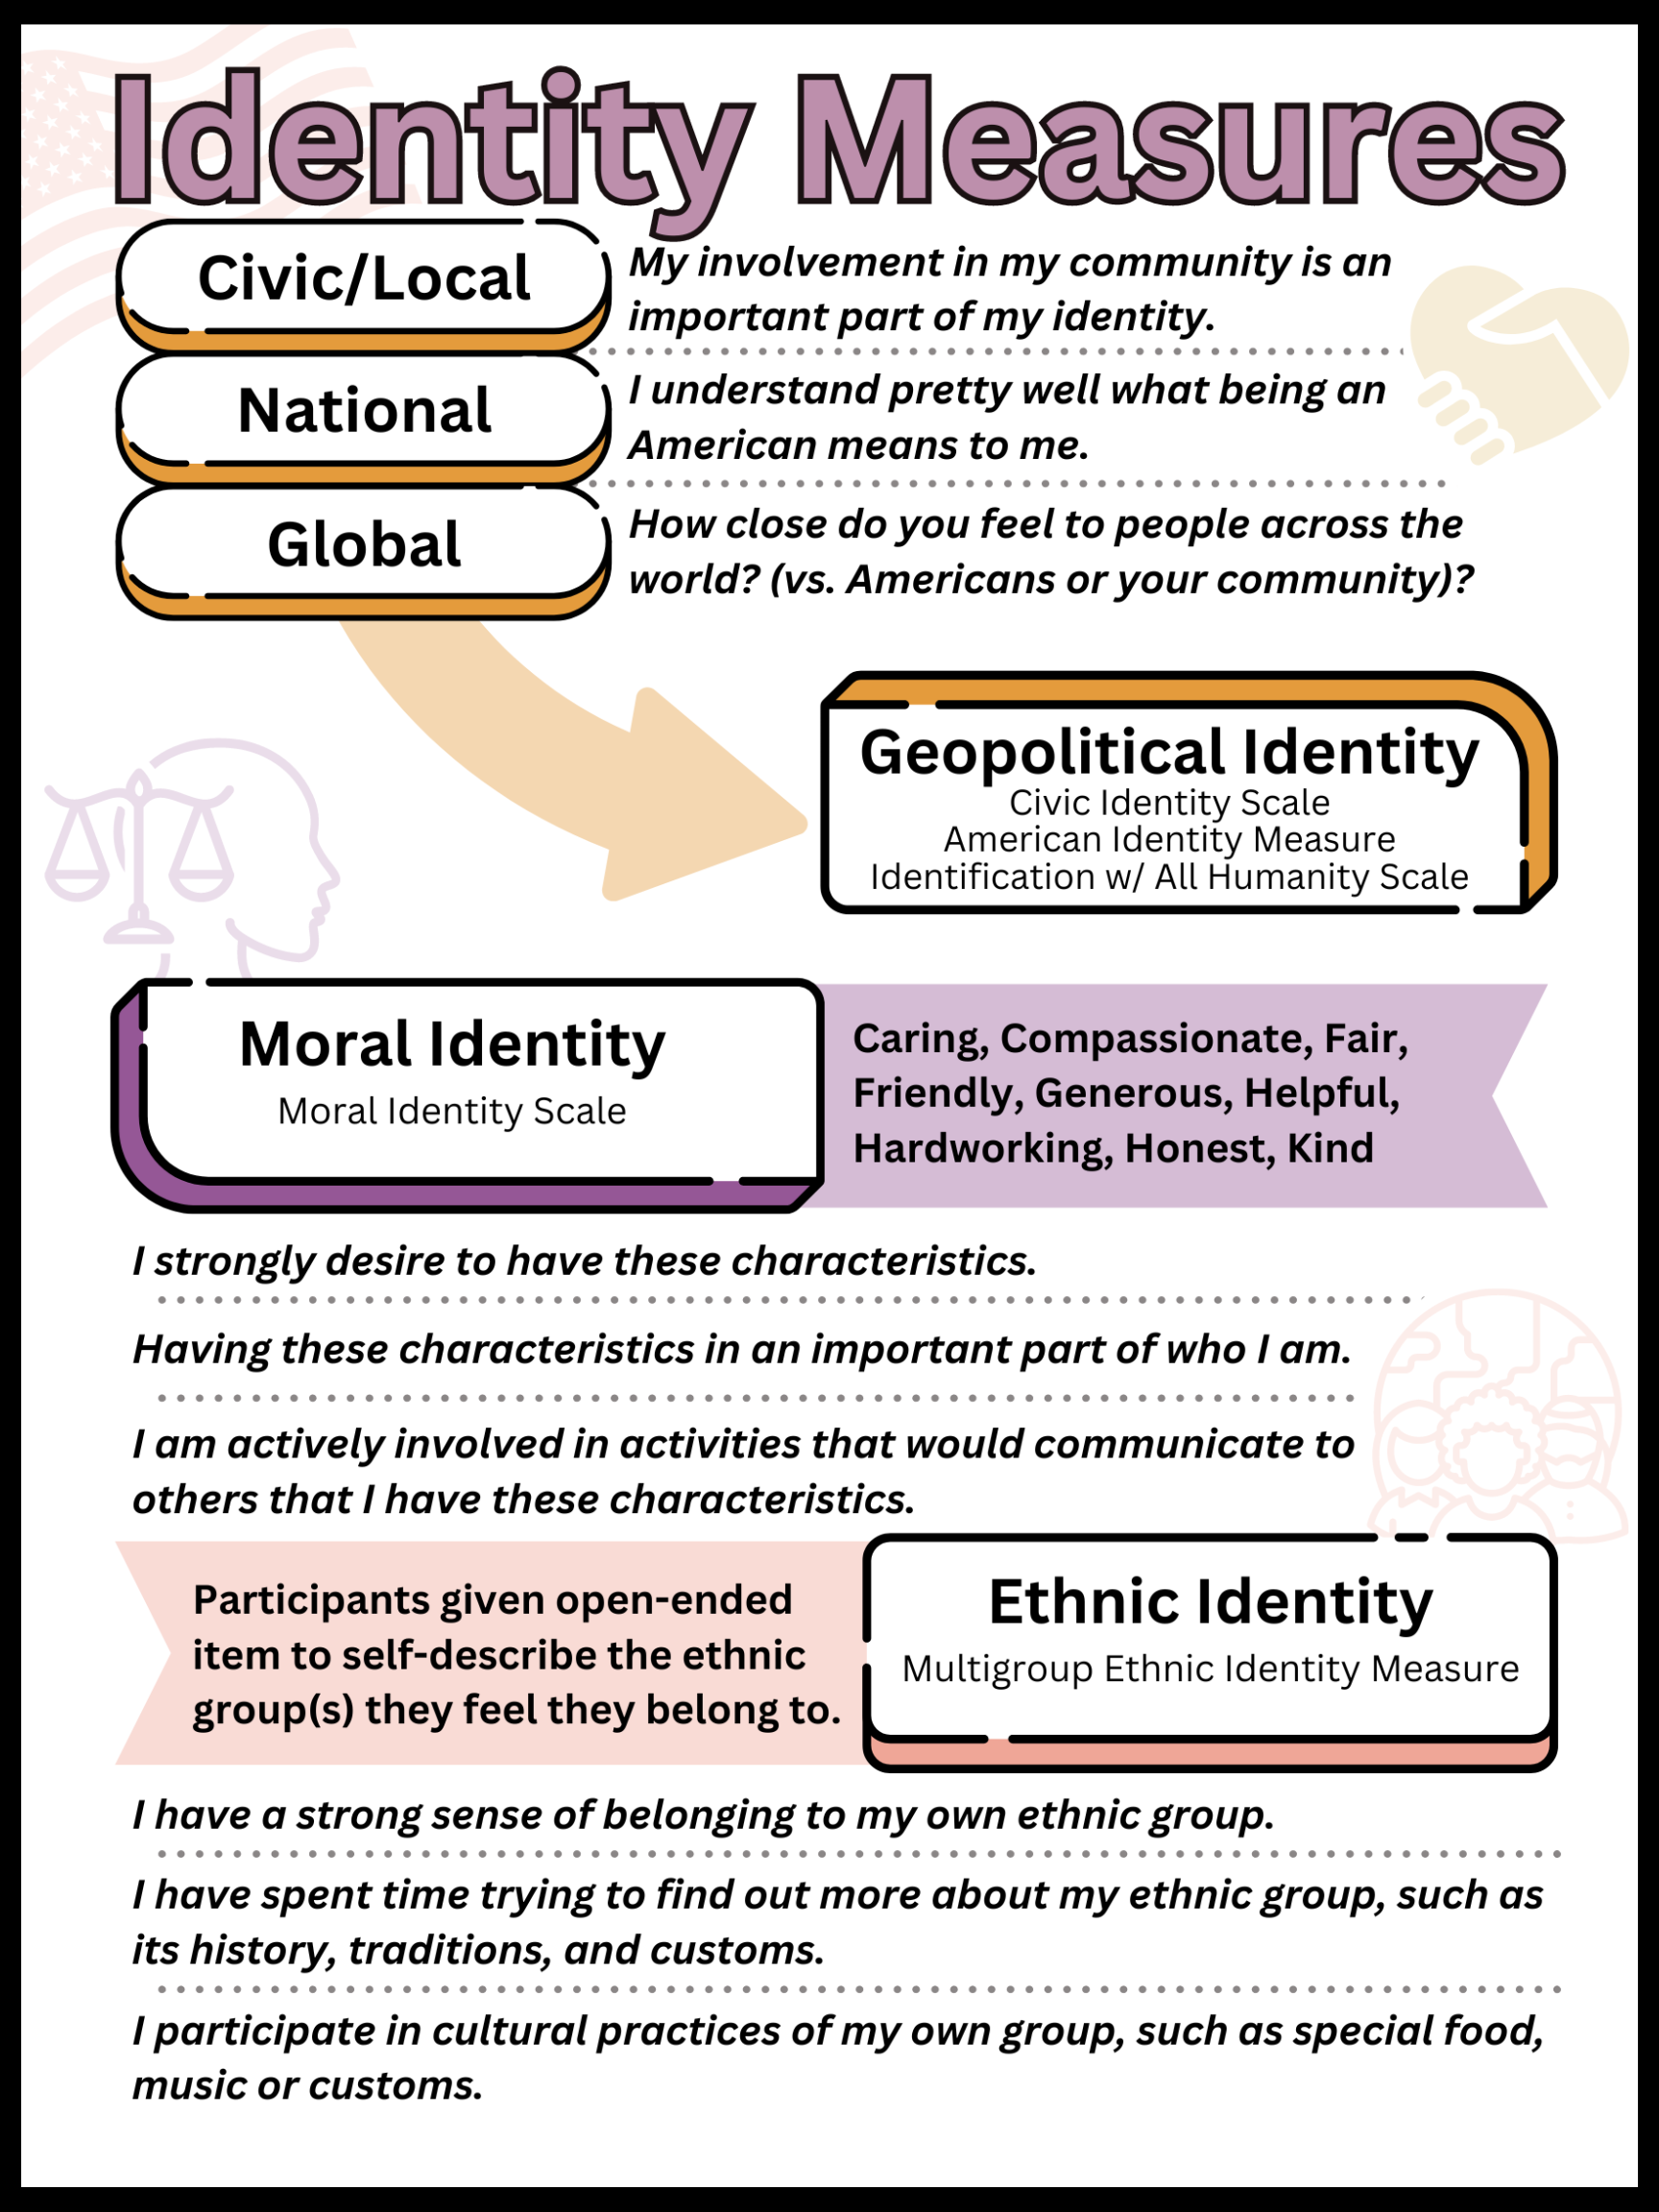 Identity Measures
Civic/Local
My involvement in my community is an
important part of my identity.
National
I understand pretty well what being an
American means to me.
Global
How close do you feel to people across the
world? (vs. Americans or your community)?
Geopolitical Identity
Civic Identity Scale
American Identity Measure
Identification w/ All Humanity Scale
Moral Identity
Moral Identity Scale
Caring, Compassionate, Fair,
Friendly, Generous, Helpful,
Hardworking, Honest, Kind
I strongly desire to have these characteristics.
Having these characteristics in an important part of who I am.
I am actively involved in activities that would communicate to
others that I have these characteristics.
Participants given open-ended
item to self-describe the ethnic
group(s) they feel they belong to.
Ethnic Identity
Multigroup Ethnic Identity Measure
I have a strong sense of belonging to my own ethnic group.
I have spent time trying to find out more about my ethnic group, such as
its history, traditions, and customs.
I participate in cultural practices of my own group, such as special food,
music or customs.